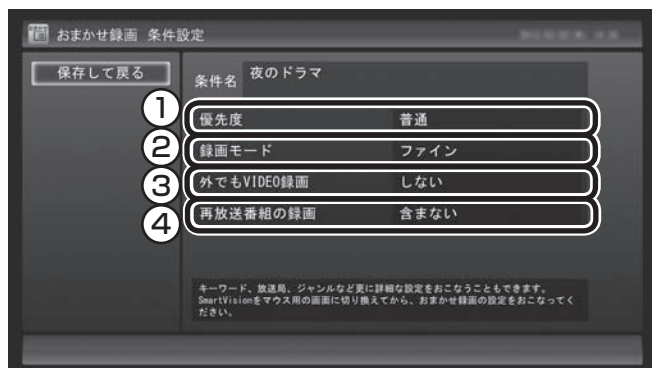 おまかせ録画 条件設定
保存して戻る
条件名 夜のドラマ
① 優先度 普通
② 録画モード ファイン
③ 外でもVIDEO録画 しない
④ 再放送番組の録画 含まない
キーワード、放送局、ジャンルなど更に詳細な設定をおこなうこともできます。
SmartVisionをマウス用の画面に切り換えてから、おまかせ録画の設定をおこなってく
ださい。